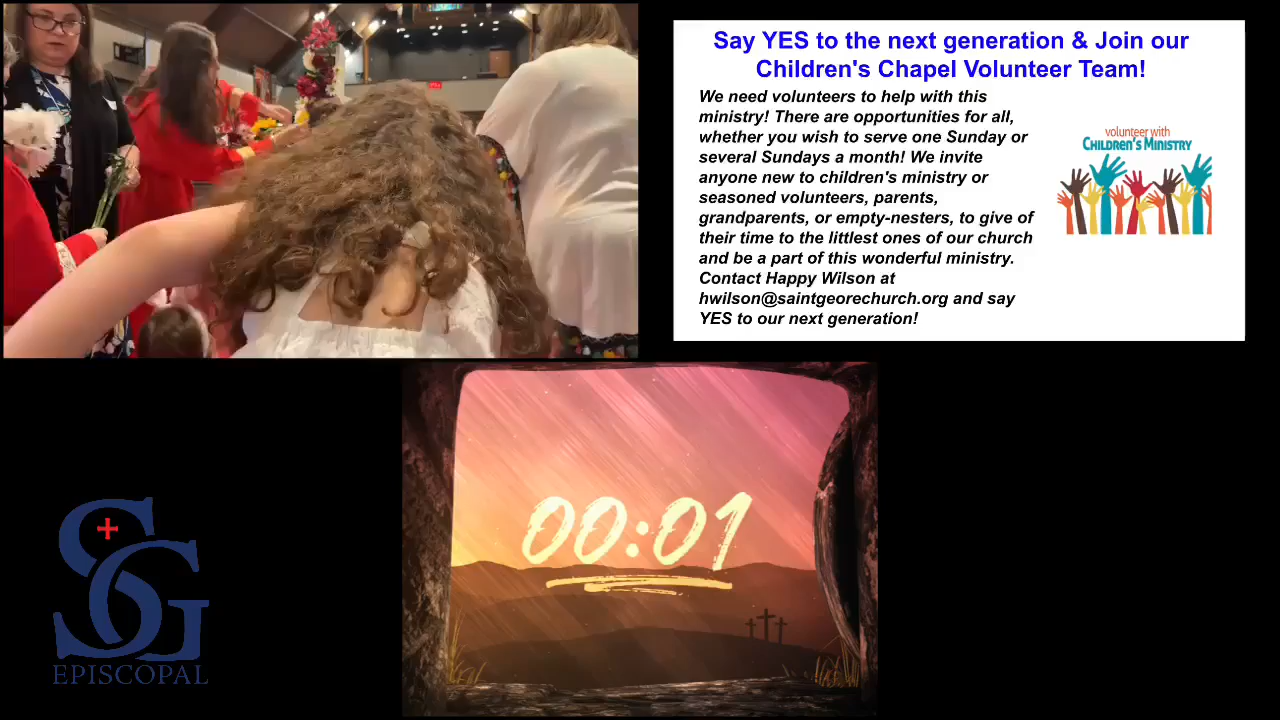 Say YES to the next generation & Join our
Children's Chapel Volunteer Team!
We need volunteers to help with this
ministry! There are opportunities for all,
whether you wish to serve one Sunday or
several Sundays a month! We invite
anyone new to children's ministry or
seasoned volunteers, parents,
grandparents, or empty-nesters, to give of
their time to the littlest ones of our church
and be a part of this wonderful ministry.
Contact Happy Wilson at
hwilson@saintgeorechurch.org and say
YES to our next generation!
volunteer with
CHILDREN'S MINISTRY
00:01
SG
EPISCOPAL